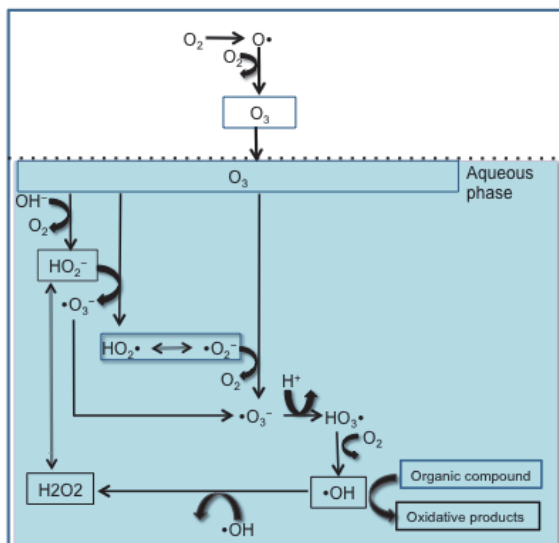 O₂ O•
O₂
O₃
O₃
Aqueous
phase
OH⁻
O₂
HO₂⁻
•O₃⁻
HO₂• •O₂⁻
O₂
H⁺
•O₃⁻ HO₃•
O₂
H2O2
•OH
Organic compound
•OH
Oxidative products